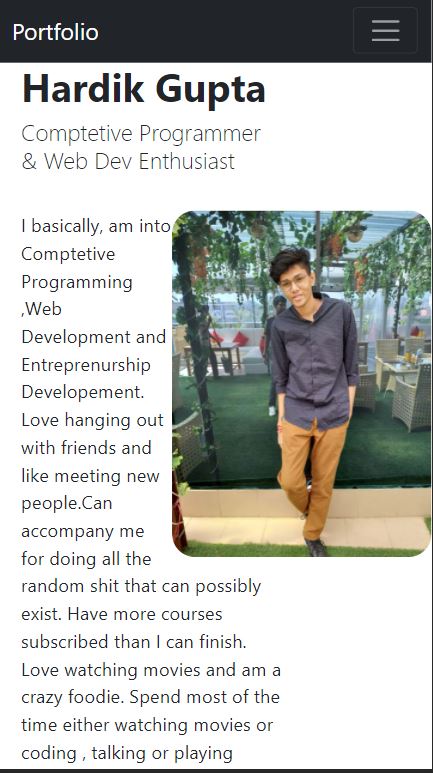 Portfolio
Hardik Gupta
Comptetive Programmer
& Web Dev Enthusiast
I basically, am into
Comptetive
Programming
,Web
Development and
Entreprenurship
Developement.
Love hanging out
with friends and
like meeting new
people.Can
accompany me
for doing all the
random shit that can possibly
exist. Have more courses
subscribed than I can finish.
Love watching movies and am a
crazy foodie. Spend most of the
time either watching movies or
coding , talking or playing